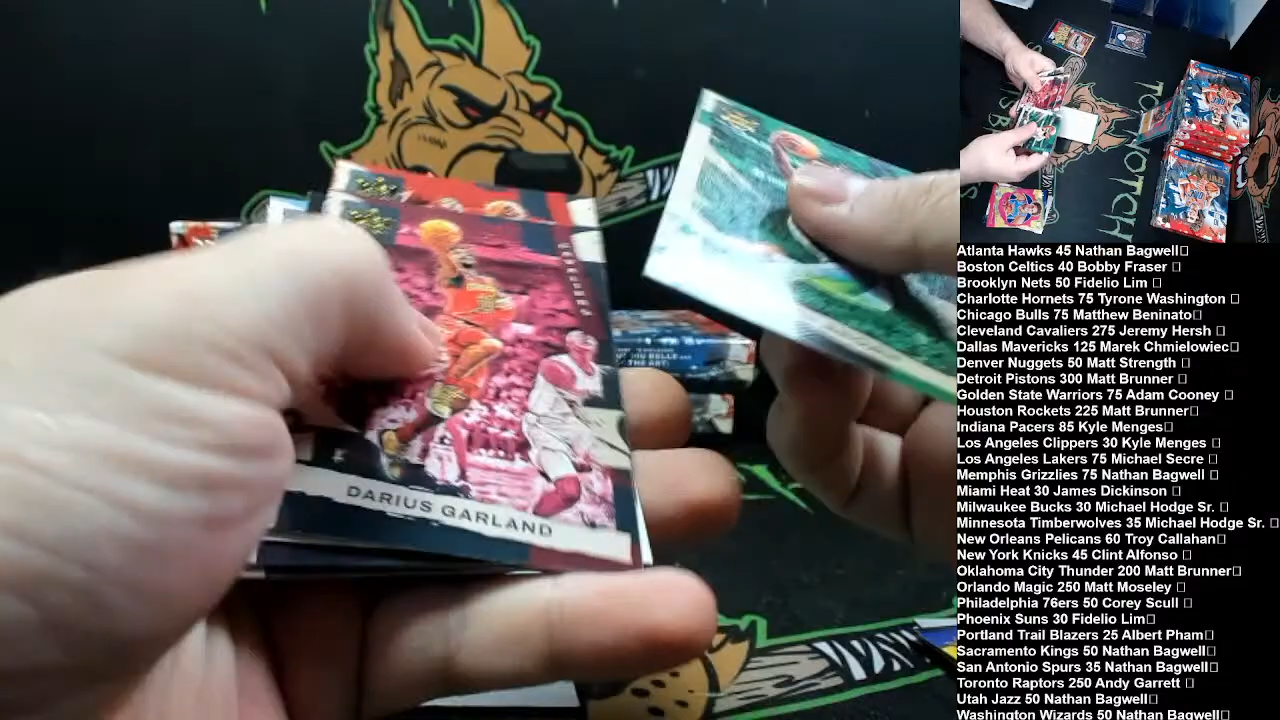 DARIUS GARLAND
TOP NOTCH
Atlanta Hawks 45 Nathan Bagwell
Boston Celtics 40 Bobby Fraser
Brooklyn Nets 50 Fidelio Lim
Charlotte Hornets 75 Tyrone Washington
Chicago Bulls 75 Matthew Beninato
Cleveland Cavaliers 275 Jeremy Hersh
Dallas Mavericks 125 Marek Chmielowiec
Denver Nuggets 50 Matt Strength
Detroit Pistons 300 Matt Brunner
Golden State Warriors 75 Adam Cooney
Houston Rockets 225 Matt Brunner
Indiana Pacers 85 Kyle Menges
Los Angeles Clippers 30 Kyle Menges
Los Angeles Lakers 75 Michael Secre
Memphis Grizzlies 75 Nathan Bagwell
Miami Heat 30 James Dickinson
Milwaukee Bucks 30 Michael Hodge Sr.
Minnesota Timberwolves 35 Michael Hodge Sr.
New Orleans Pelicans 60 Troy Callahan
New York Knicks 45 Clint Alfonso
Oklahoma City Thunder 200 Matt Brunner
Orlando Magic 250 Matt Moseley
Philadelphia 76ers 50 Corey Scull
Phoenix Suns 30 Fidelio Lim
Portland Trail Blazers 25 Albert Pham
Sacramento Kings 50 Nathan Bagwell
San Antonio Spurs 35 Nathan Bagwell
Toronto Raptors 250 Andy Garrett
Utah Jazz 50 Nathan Bagwell
Washington Wizards 50 Nathan Bagwell